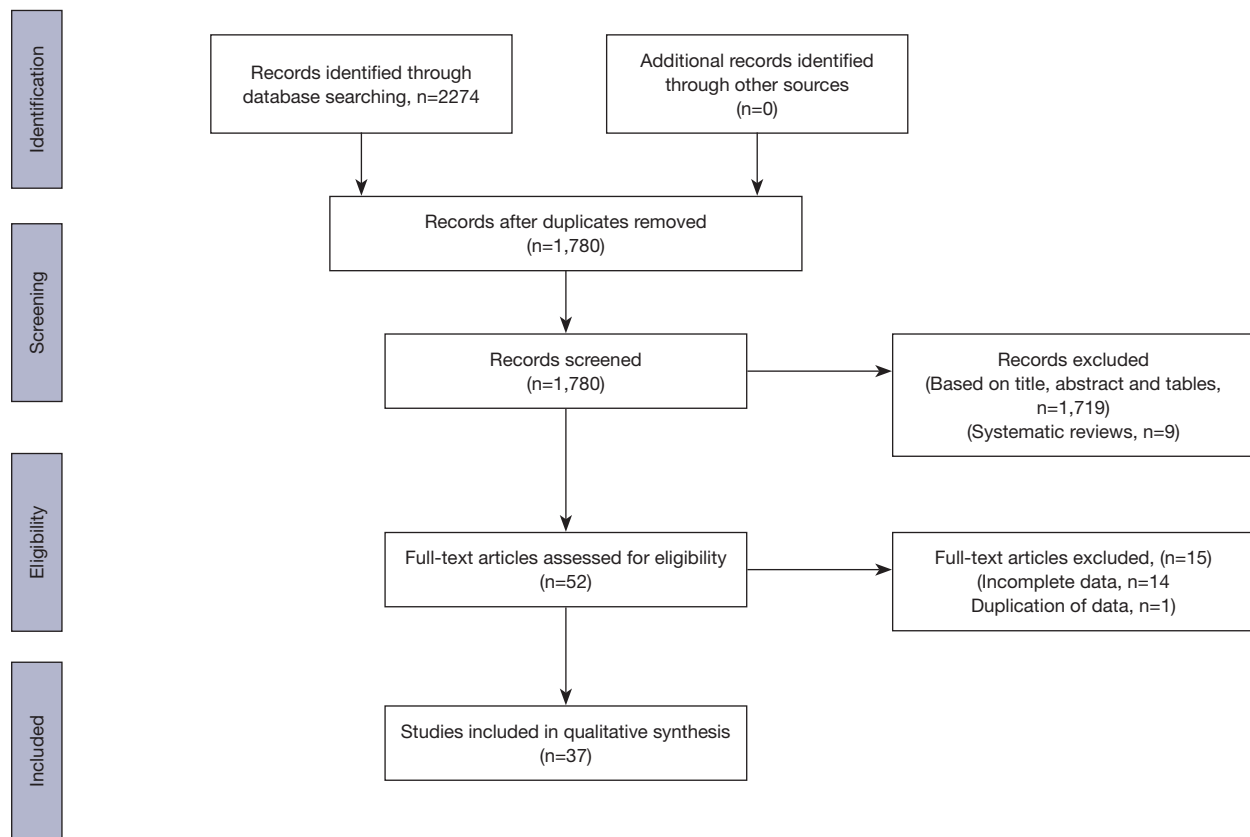 Identification
Records identified through
database searching, n=2274
Additional records identified
through other sources
(n=0)
Records after duplicates removed
(n=1,780)
Screening
Records screened
(n=1,780)
Records excluded
(Based on title, abstract and tables,
n=1,719)
(Systematic reviews, n=9)
Eligibility
Full-text articles assessed for eligibility
(n=52)
Full-text articles excluded, (n=15)
(Incomplete data, n=14
Duplication of data, n=1)
Included
Studies included in qualitative synthesis
(n=37)